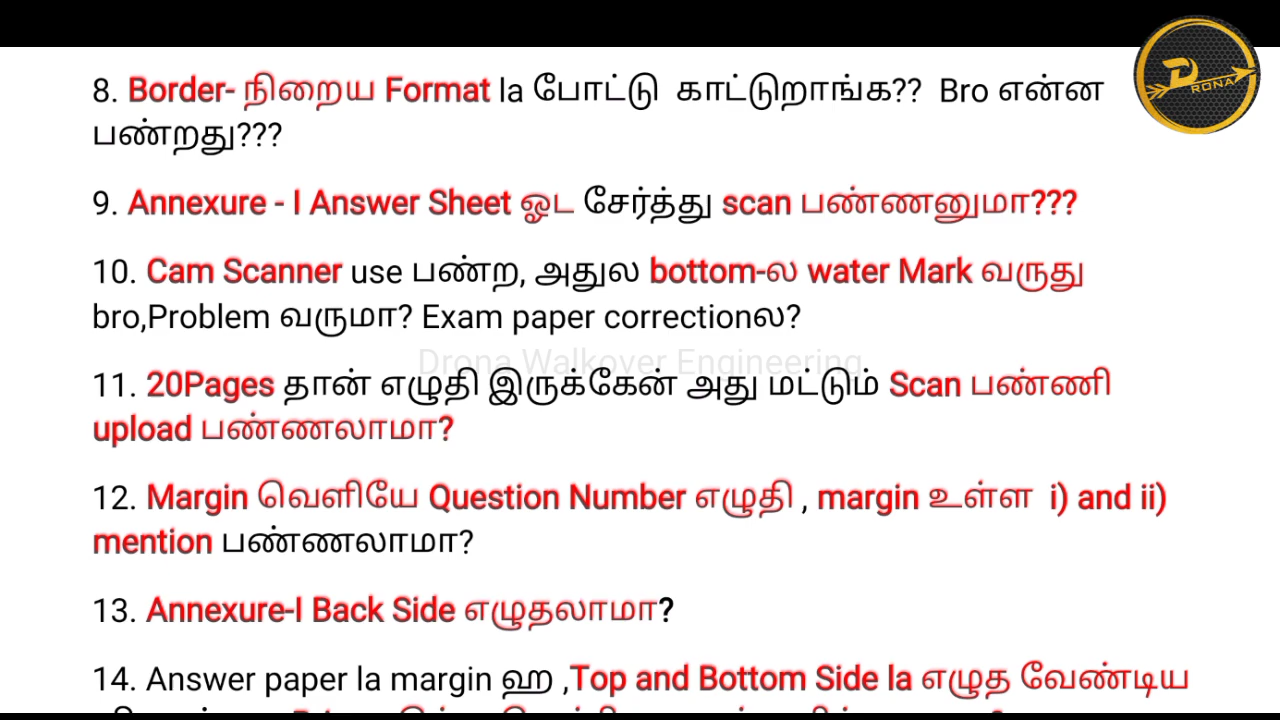 8. Border- நிறைய Format la போட்டு காட்டுறாங்க?? Bro என்ன
பண்றது???
9. Annexure - I Answer Sheet ஓட சேர்த்து scan பண்ணனுமா???
10. Cam Scanner use பண்ற, அதுல bottom-ல water Mark வருது
bro,Problem வருமா? Exam paper correctionல?
Drona Walkover Engineering
11. 20Pages தான் எழுதி இருக்கேன் அது மட்டும் Scan பண்ணி
upload பண்ணலாமா?
12. Margin வெளியே Question Number எழுதி , margin உள்ள i) and ii)
mention பண்ணலாமா?
13. Annexure-I Back Side எழுதலாமா?
14. Answer paper la margin ஹ ,Top and Bottom Side la எழுத வேண்டிய
DRONA